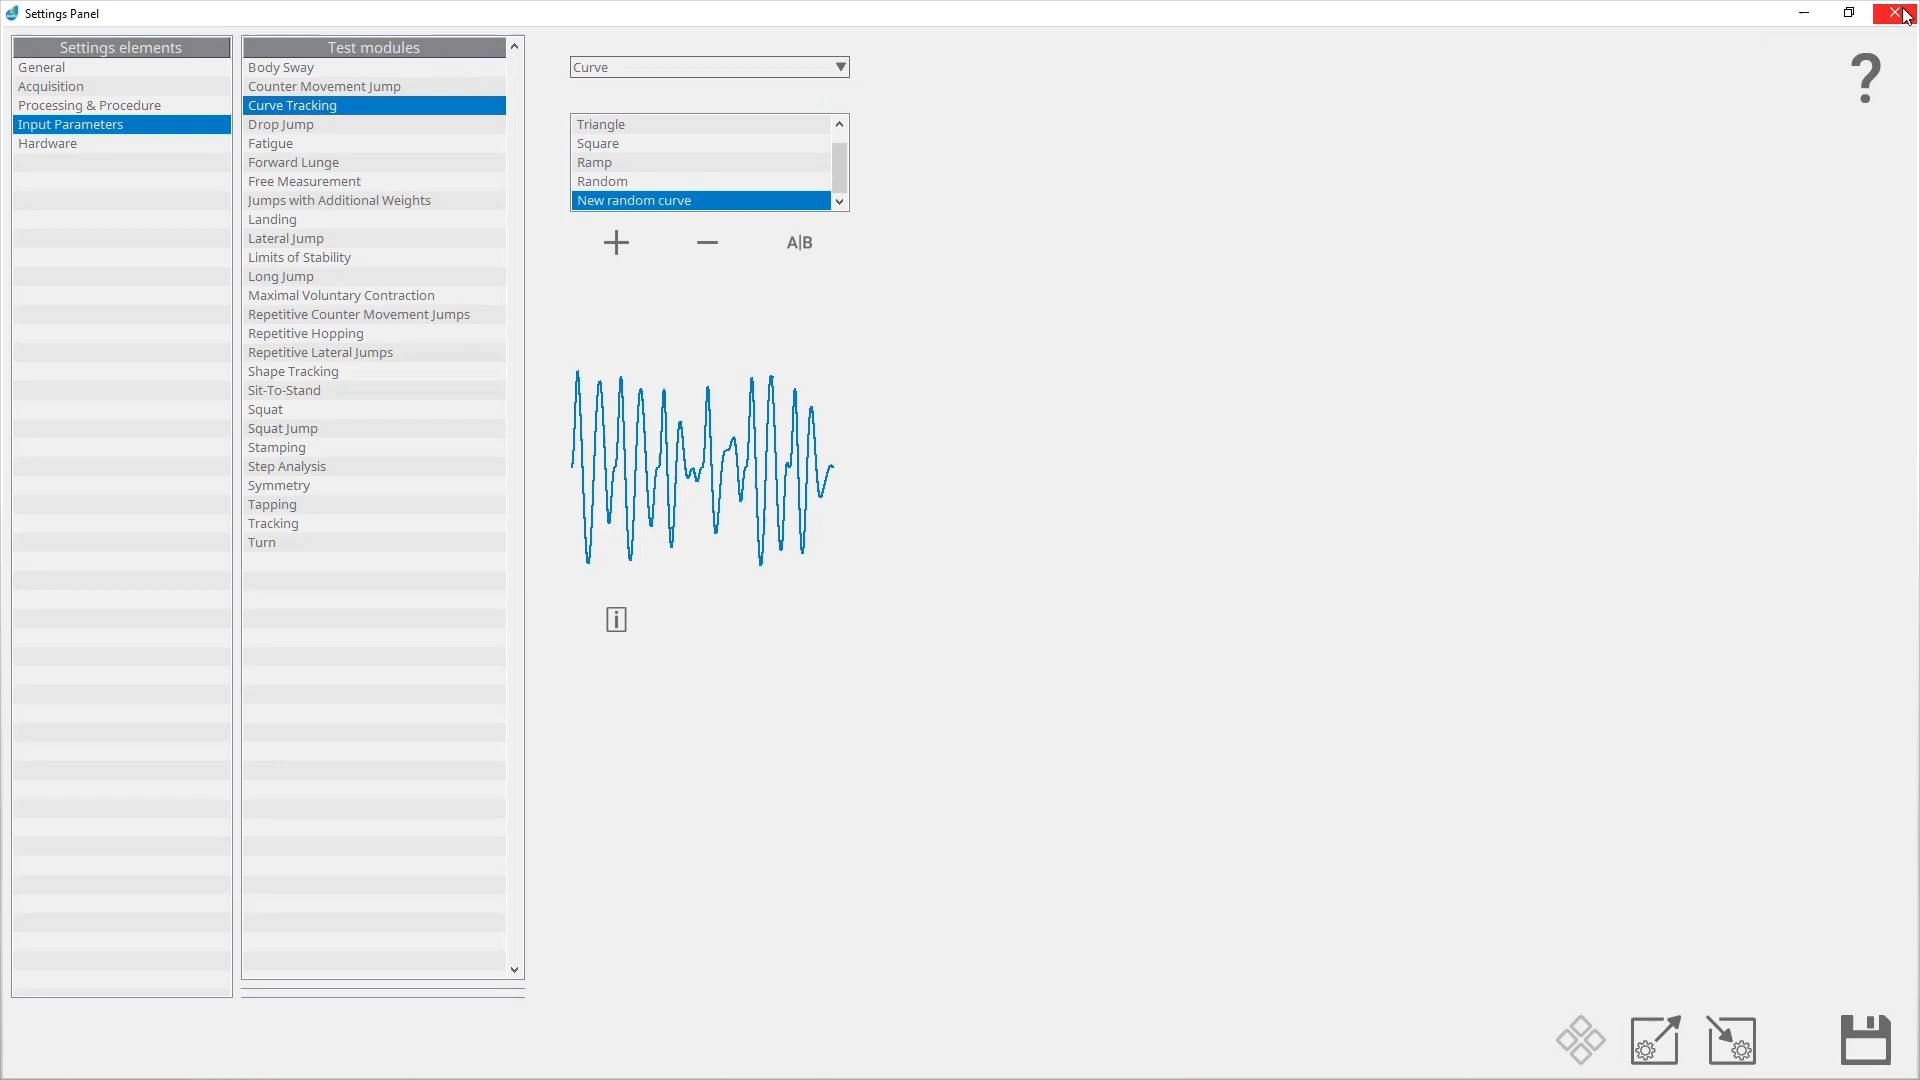 Settings Panel
Settings elements
General
Acquisition
Processing & Procedure
Input Parameters
Hardware
Test modules
Body Sway
Counter Movement Jump
Curve Tracking
Drop Jump
Fatigue
Forward Lunge
Free Measurement
Jumps with Additional Weights
Landing
Lateral Jump
Limits of Stability
Long Jump
Maximal Voluntary Contraction
Repetitive Counter Movement Jumps
Repetitive Hopping
Repetitive Lateral Jumps
Shape Tracking
Sit-To-Stand
Squat
Squat Jump
Stamping
Step Analysis
Symmetry
Tapping
Tracking
Turn
Curve
Triangle
Square
Ramp
Random
New random curve
A|B
i
?